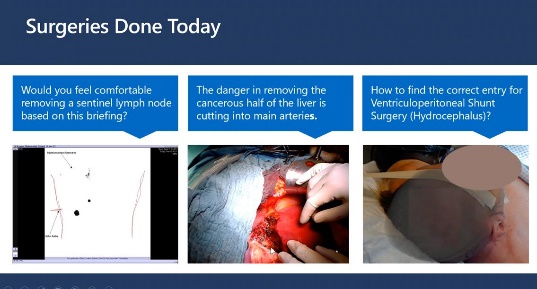 Surgeries Done Today
Would you feel comfortable
removing a sentinel lymph node
based on this briefing?
The danger in removing the
cancerous half of the liver is
cutting into main arteries.
How to find the correct entry for
Ventriculoperitoneal Shunt
Surgery (Hydrocephalus)?